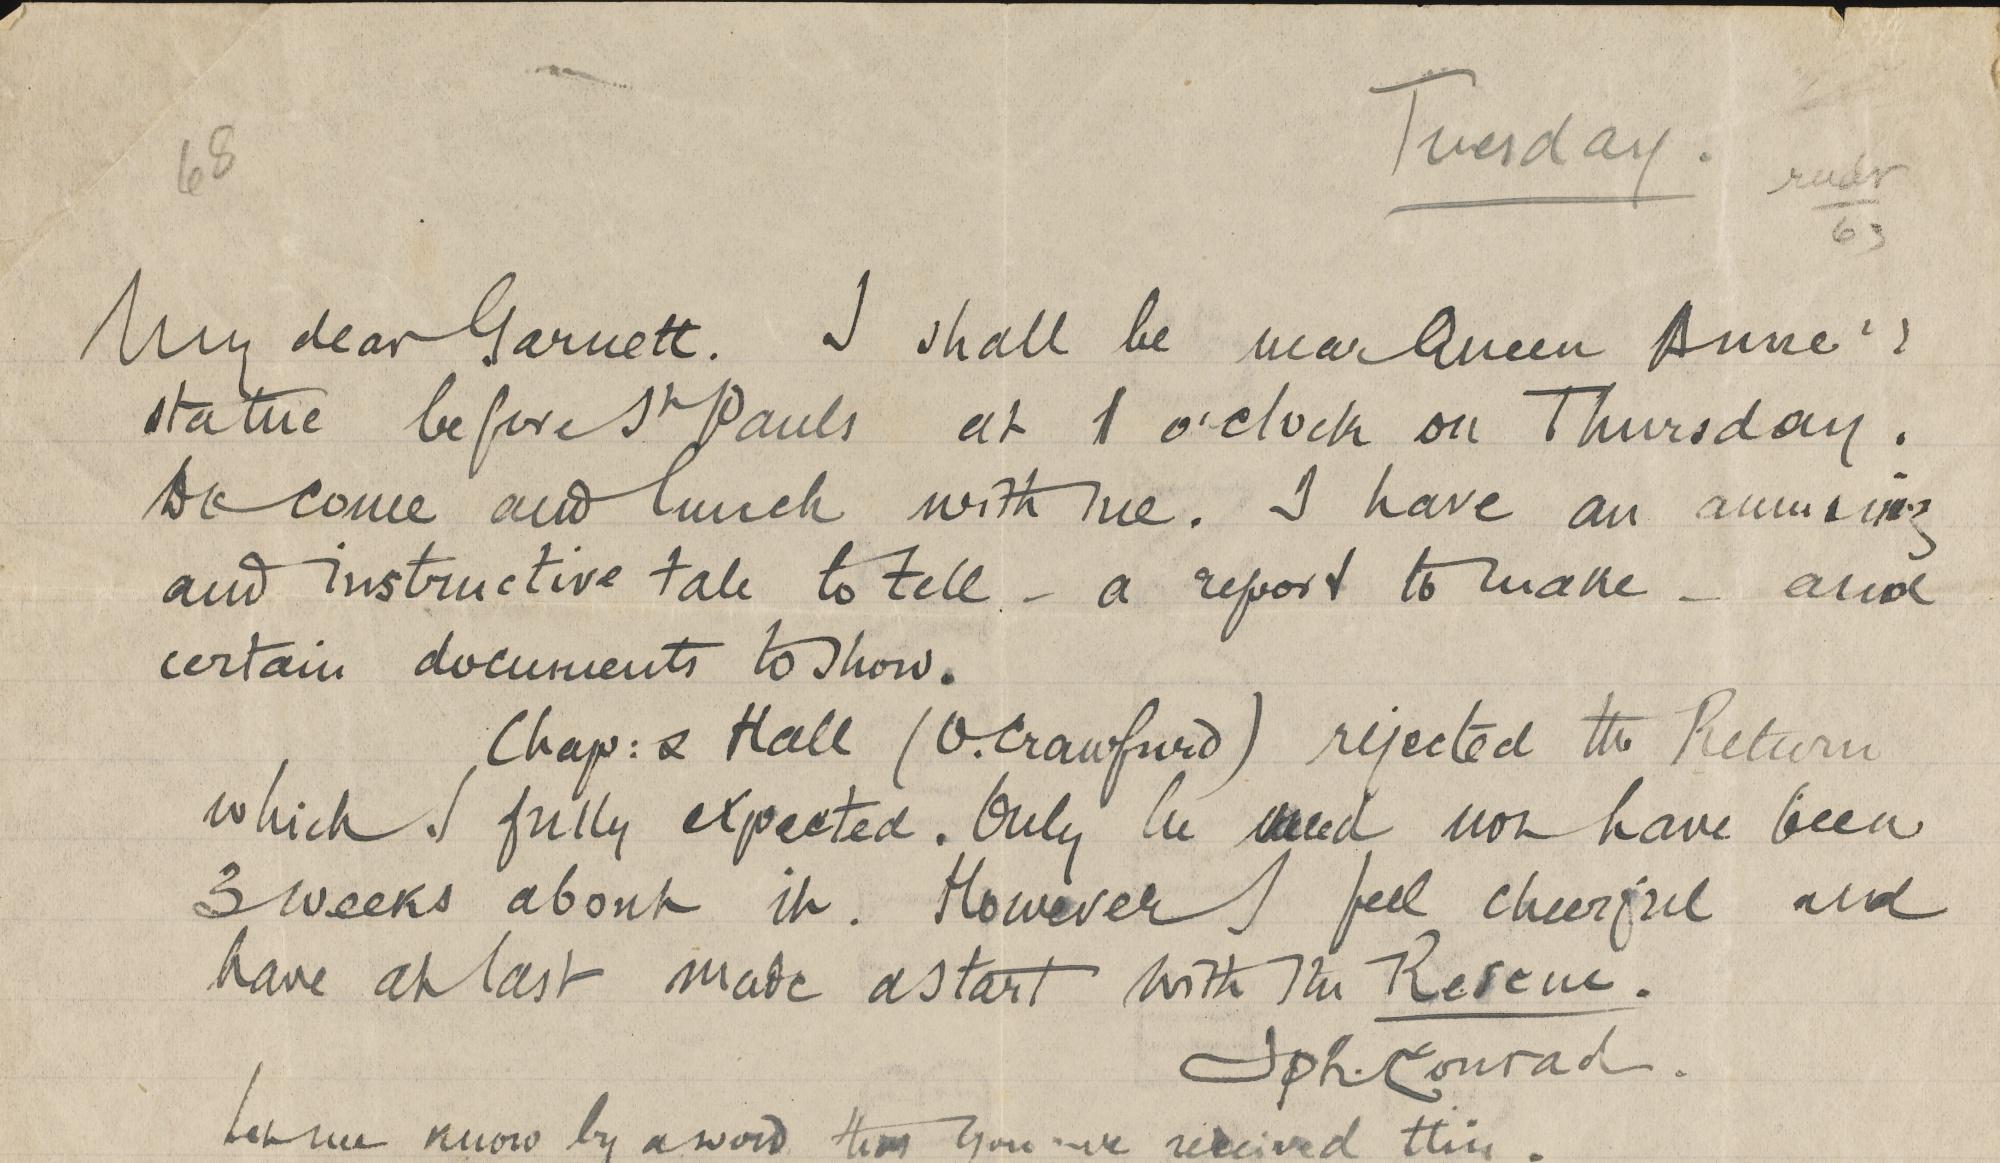 68
Tuesday.
63
My dear Garnett. I shall be near Queen Anne's
statue before St Pauls at 1 o'clock on Thursday.
Do come and lunch with me. I have an amusing
and instructive tale to tell - a report to make - and
certain documents to show.
Chap: & Hall (O. Crawfurd) rejected the Return
which I fully expected. Only he need not have been
3 weeks about it. However I feel cheerful and
have at last made a start with the Rescue.
Jph. Conrad.
Let me know by a word that you have received this.